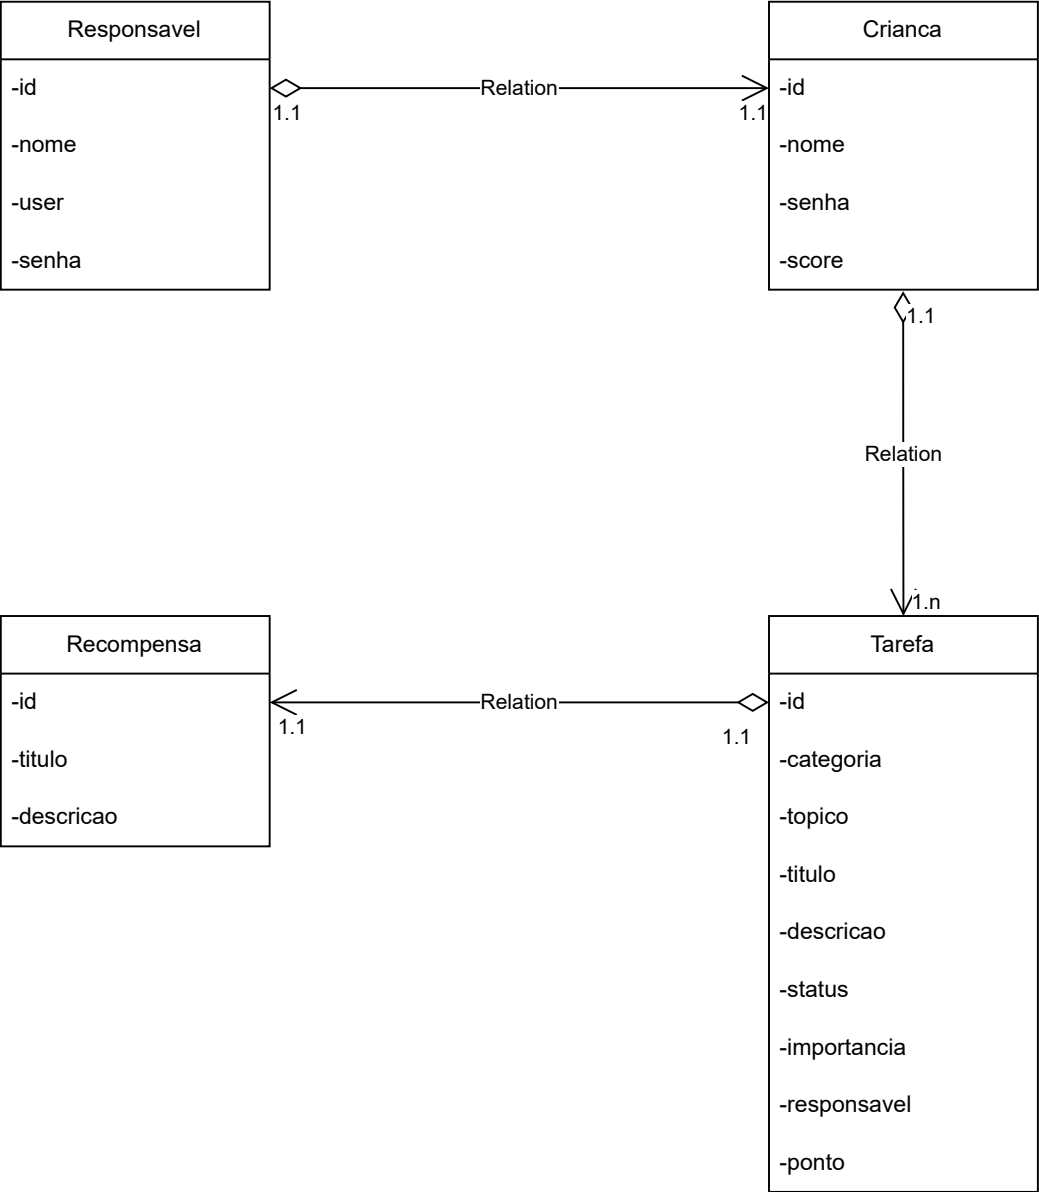 Responsavel
-id
-nome
-user
-senha
Relation
1.1
1.1
Crianca
-id
-nome
-senha
-score
1.1
Relation
1.n
Recompensa
-id
-titulo
-descricao
Relation
1.1
1.1
Tarefa
-id
-categoria
-topico
-titulo
-descricao
-status
-importancia
-responsavel
-ponto